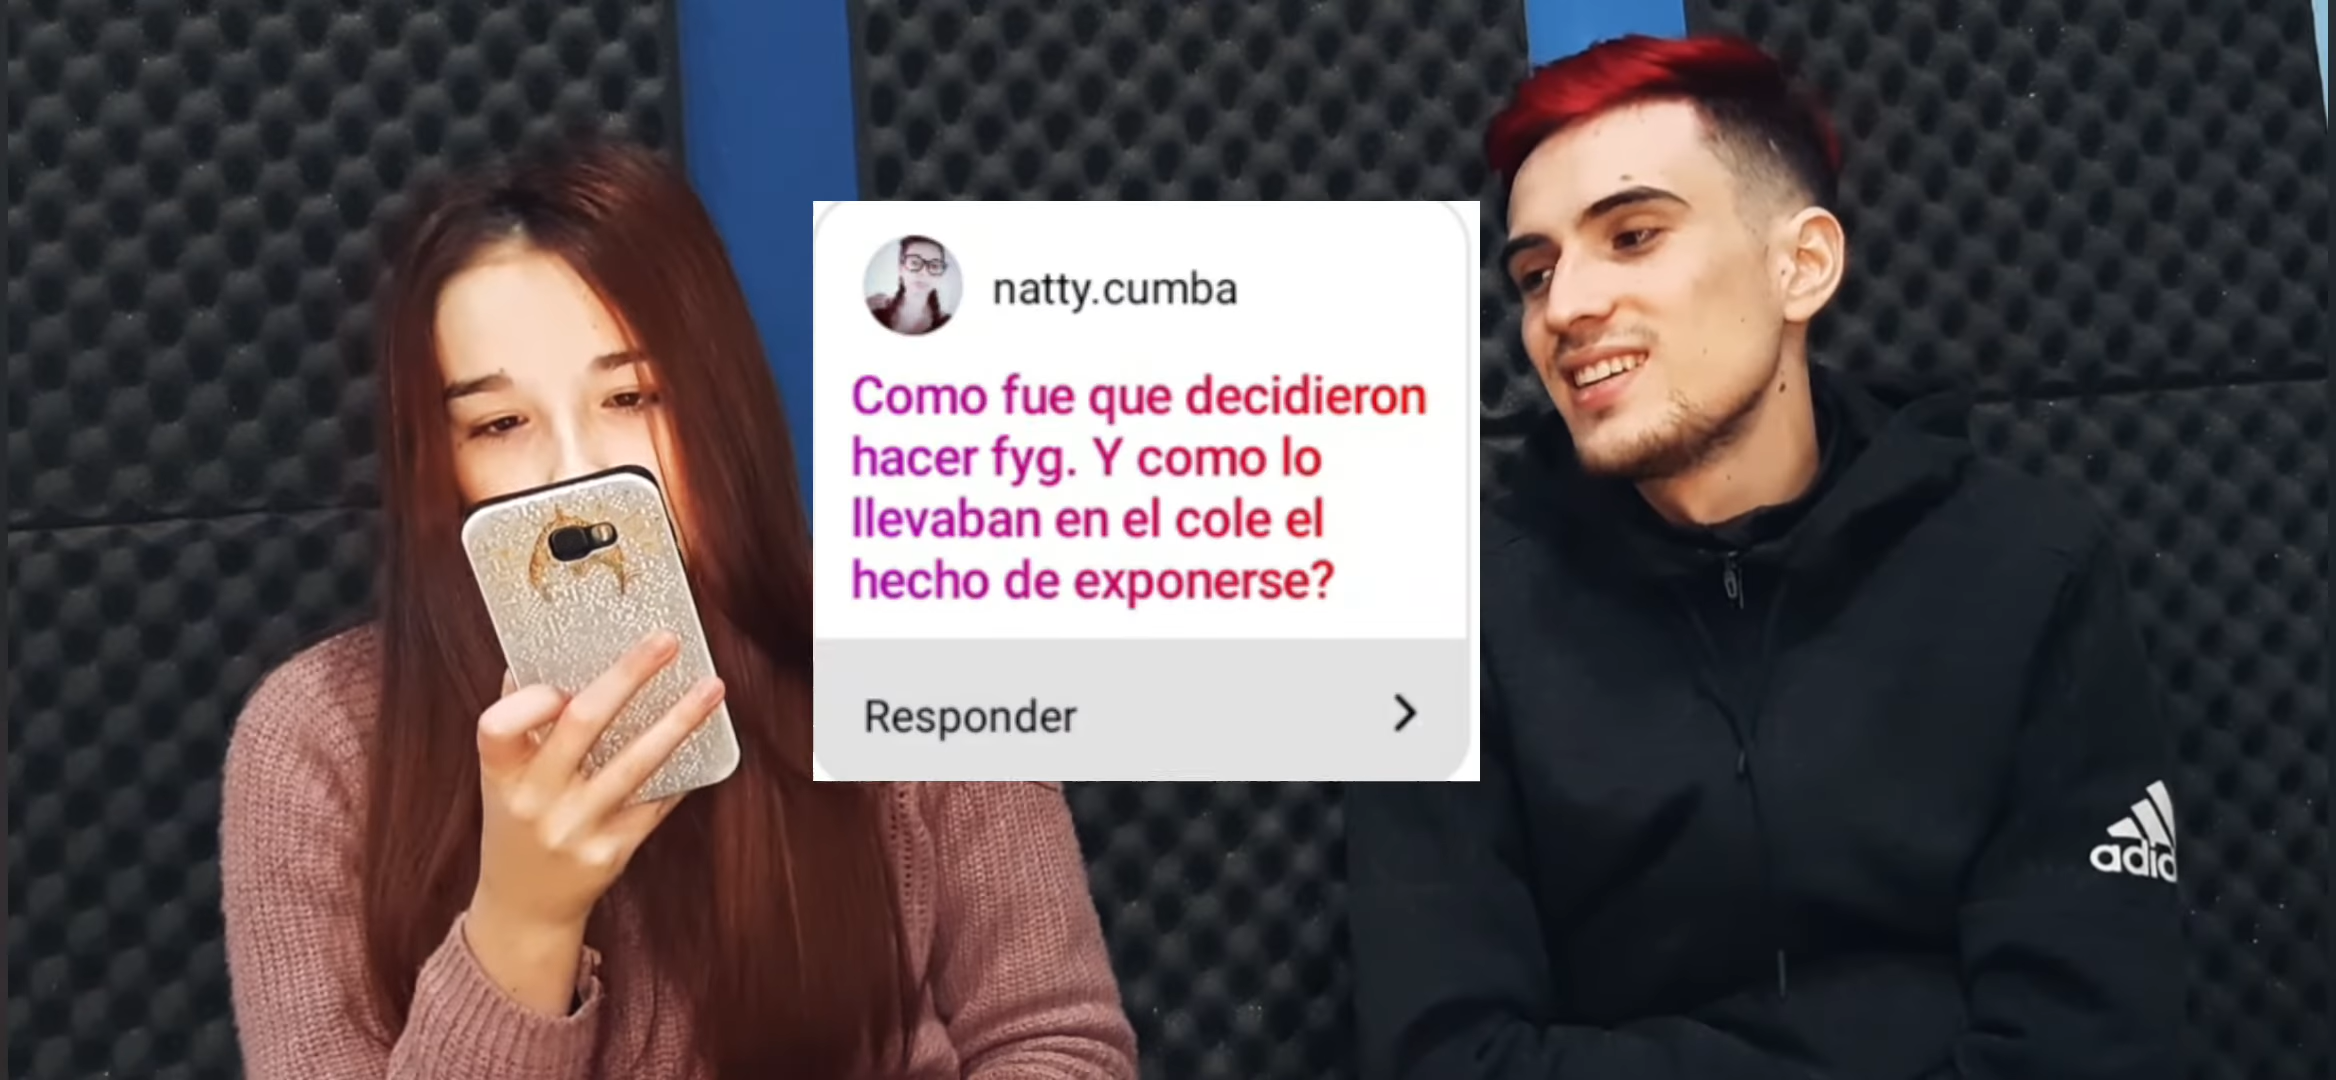 natty.cumba
Como fue que decidieron
hacer fyg. Y como lo
llevaban en el cole el
hecho de exponerse?
Responder
adid